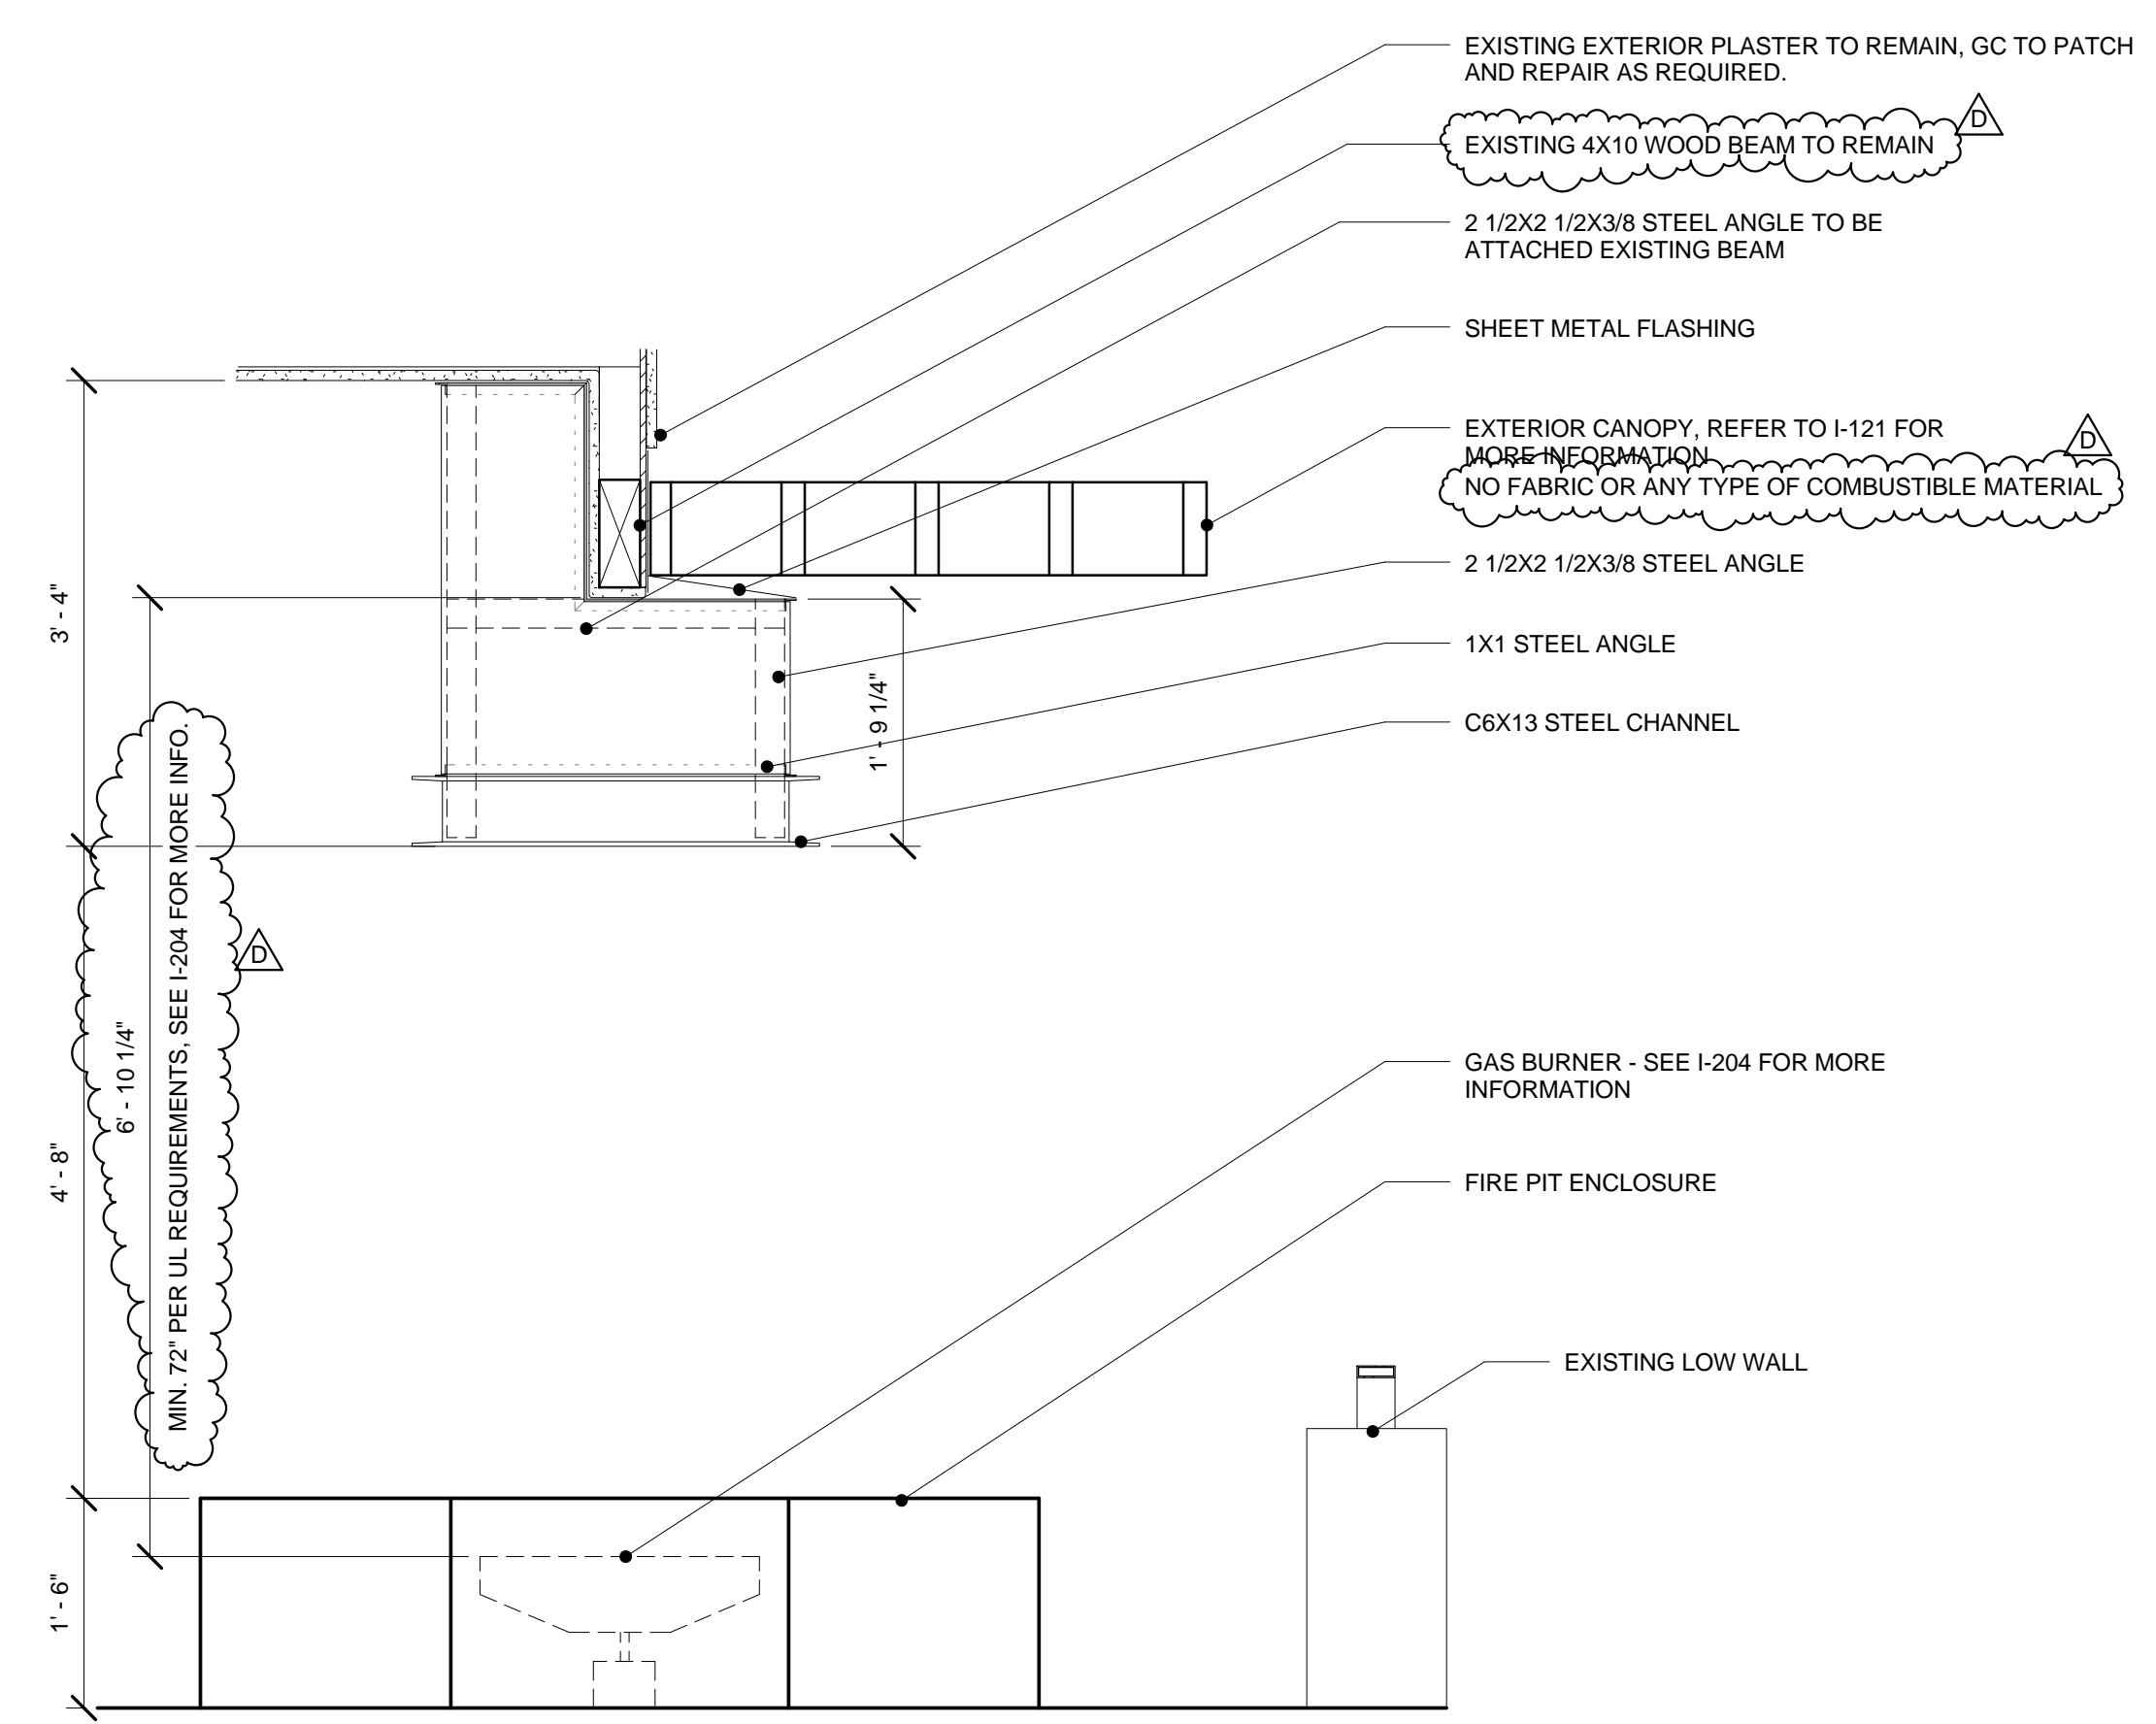 EXISTING EXTERIOR PLASTER TO REMAIN, GC TO PATCH
AND REPAIR AS REQUIRED.
D
EXISTING 4X10 WOOD BEAM TO REMAIN
2 1/2X2 1/2X3/8 STEEL ANGLE TO BE
ATTACHED EXISTING BEAM
SHEET METAL FLASHING
EXTERIOR CANOPY, REFER TO I-121 FOR
MORE INFORMATION
D
NO FABRIC OR ANY TYPE OF COMBUSTIBLE MATERIAL
2 1/2X2 1/2X3/8 STEEL ANGLE
1X1 STEEL ANGLE
C6X13 STEEL CHANNEL
3' - 4"
1' - 9 1/4"
MIN. 72" PER UL REQUIREMENTS, SEE I-204 FOR MORE INFO.
D
6' - 10 1/4"
4' - 8"
1' - 6"
GAS BURNER - SEE I-204 FOR MORE
INFORMATION
FIRE PIT ENCLOSURE
EXISTING LOW WALL